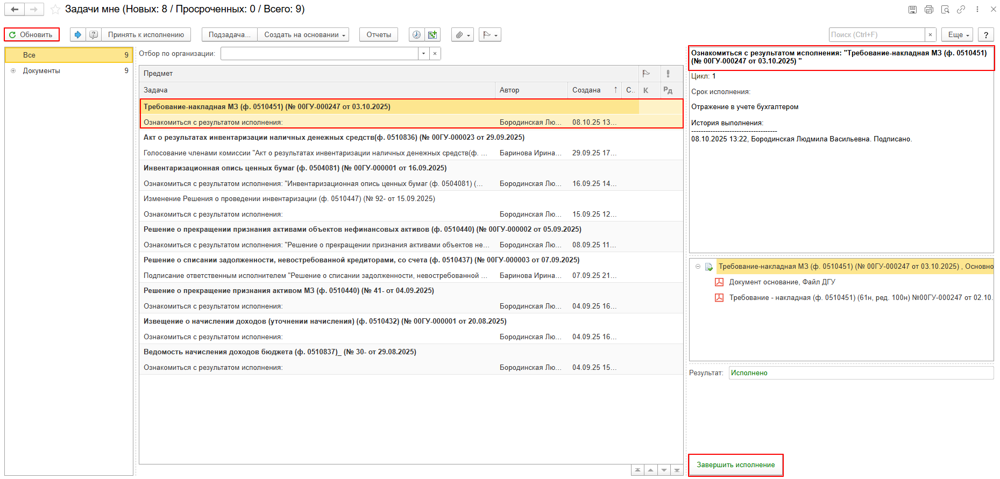 Задачи мне (Новых: 8 / Просроченных: 0 / Всего: 9)
Обновить
Принять к исполнению
Подзадача...
Создать на основании
Отчеты
Поиск (Ctrl+F)
×
Еще
?
Все 9
Документы 9
Отбор по организации:
×
Предмет
Задача Автор Создана ↑ С.. К Рд
Требование-накладная МЗ (ф. 0510451) (№ 00ГУ-000247 от 03.10.2025)
Ознакомиться с результатом исполнения: Бородинская Лю... 08.10.25 13...
Акт о результатах инвентаризации наличных денежных средств(ф. 0510836) (№ 00ГУ-000023 от 29.09.2025)
Голосование членами комиссии "Акт о результатах инвентаризации наличных денежных средств(ф. ... Баринова Ирина... 29.09.25 17...
Инвентаризационная опись ценных бумаг (ф. 0504081) (№ 00ГУ-000001 от 16.09.2025)
Ознакомиться с результатом исполнения: "Инвентаризационная опись ценных бумаг (ф. 0504081) (... Бородинская Лю... 16.09.25 14...
Изменение Решения о проведении инвентаризации (ф. 0510447) (№ 92- от 15.09.2025)
Ознакомиться с результатом исполнения: Бородинская Лю... 15.09.25 12...
Решение о прекращении признания активами объектов нефинансовых активов (ф. 0510440) (№ 00ГУ-000002 от 05.09.2025)
Ознакомиться с результатом исполнения: "Решение о прекращении признания активами объектов не... Бородинская Лю... 08.09.25 11...
Решение о списании задолженности, невостребованной кредиторами, со счета (ф. 0510437) (№ 00ГУ-000003 от 07.09.2025)
Подписание ответственным исполнителем "Решение о списании задолженности, невостребованной ... Баринова Ирина... 07.09.25 21...
Решение о прекращение признания активом МЗ (ф. 0510440) (№ 41- от 04.09.2025)
Ознакомиться с результатом исполнения: Бородинская Лю... 04.09.25 16...
Извещение о начислении доходов (уточнении начисления) (ф. 0510432) (№ 00ГУ-000001 от 20.08.2025)
Ознакомиться с результатом исполнения: Бородинская Лю... 04.09.25 16...
Ведомость начисления доходов бюджета (ф. 0510837)_ (№ 30- от 29.08.2025)
Ознакомиться с результатом исполнения: Бородинская Лю... 04.09.25 15...
Ознакомиться с результатом исполнения: "Требование-накладная МЗ (ф. 0510451)
(№ 00ГУ-000247 от 03.10.2025) "
Цикл: 1
Срок исполнения:
Отражение в учете бухгалтером
История выполнения:
------------------------------------
08.10.2025 13:22, Бородинская Людмила Васильевна. Подписано.
Требование-накладная МЗ (ф. 0510451) (№ 00ГУ-000247 от 03.10.2025) , Основно
Документ основание, Файл ДГУ
Требование - накладная (ф. 0510451) (61н, ред. 100н) №00ГУ-000247 от 02.10.
Результат: Исполнено
Завершить исполнение